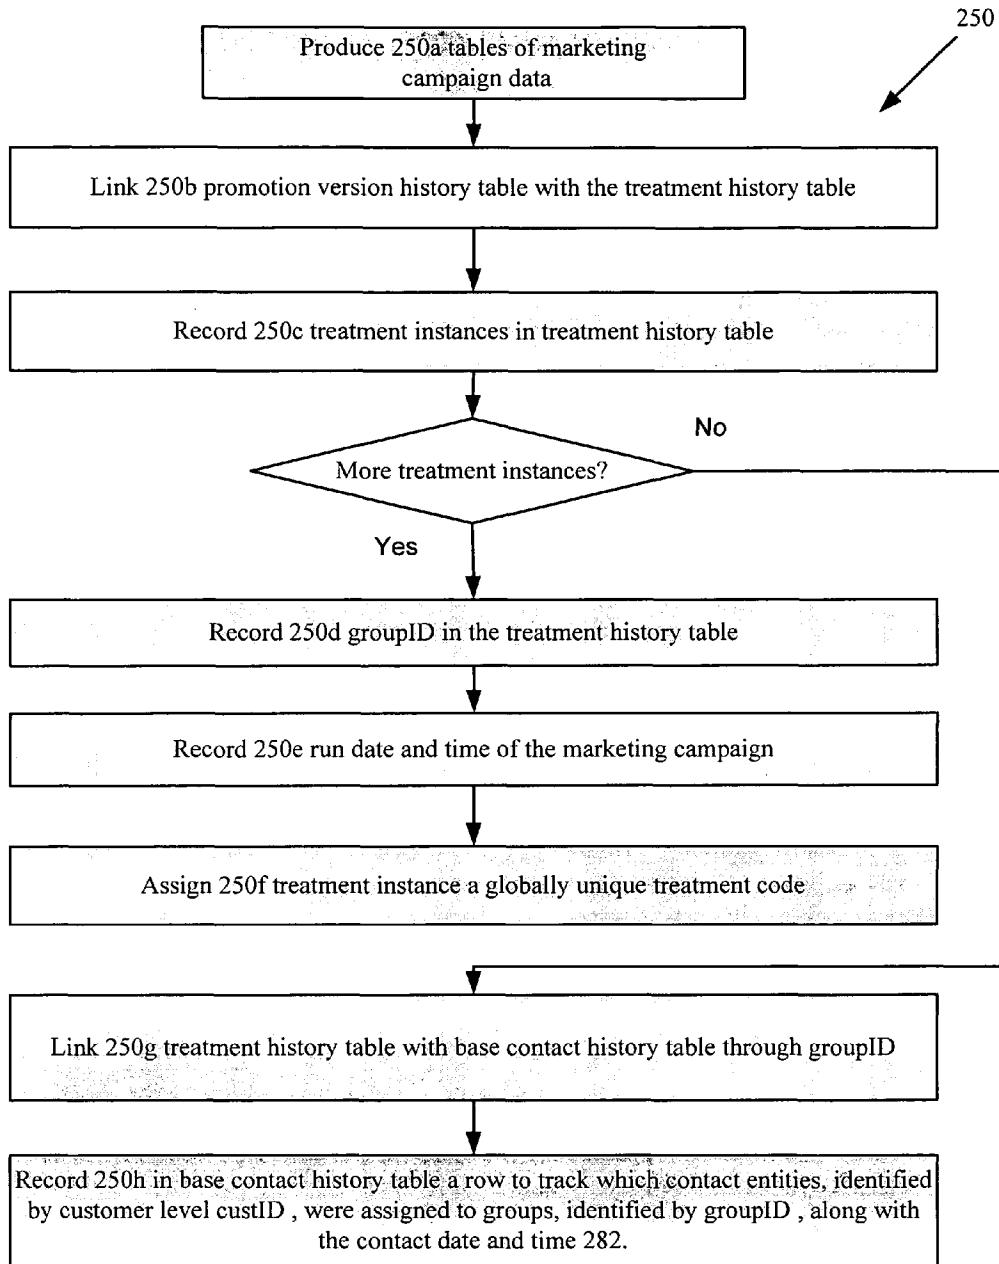 250
Produce 250a tables of marketing
campaign data
Link 250b promotion version history table with the treatment history table
Record 250c treatment instances in treatment history table
No
More treatment instances?
Yes
Record 250d groupID in the treatment history table
Record 250e run date and time of the marketing campaign
Assign 250f treatment instance a globally unique treatment code
Link 250g treatment history table with base contact history table through groupID
Record 250h in base contact history table a row to track which contact entities, identified
by customer level custID , were assigned to groups, identified by groupID , along with
the contact date and time 282.